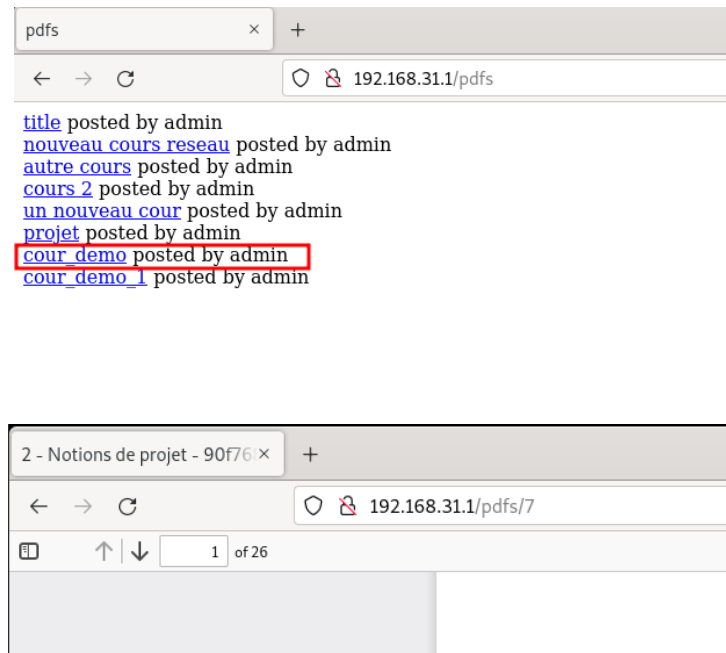 pdfs
192.168.31.1/pdfs
title posted by admin
nouveau cours reseau posted by admin
autre cours posted by admin
cours 2 posted by admin
un nouveau cour posted by admin
projet posted by admin
cour_demo posted by admin
cour_demo_1 posted by admin
2 - Notions de projet - 90f76
192.168.31.1/pdfs/7
1 of 26